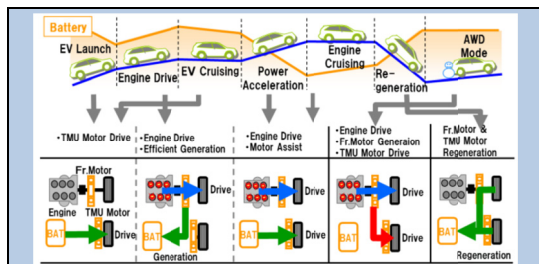 Battery
EV Launch
Engine Drive
EV Cruising
Power
Acceleration
Engine
Cruising
Re-
generation
AWD
Mode
•TMU Motor Drive
•Engine Drive
•Efficient Generation
•Engine Drive
•Motor Assist
•Engine Drive
•Fr.Motor Generaion
•TMU Motor Drive
Fr.Motor &
TMU Motor
Regeneration
Fr.Motor
Engine
TMU Motor
BAT
Drive
Drive
BAT
Generation
Drive
BAT
Drive
Drive
BAT
Drive
BAT
Regeneration